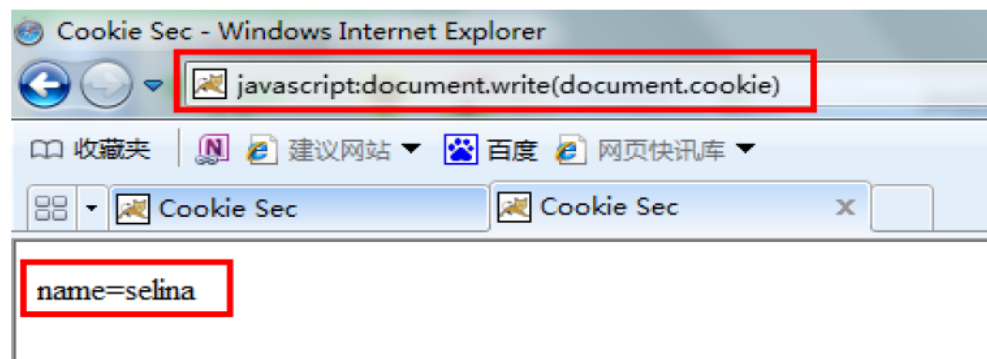 Cookie Sec - Windows Internet Explorer
javascript:document.write(document.cookie)
收藏夹 建议网站 百度 网页快讯库
Cookie Sec Cookie Sec
name=selina